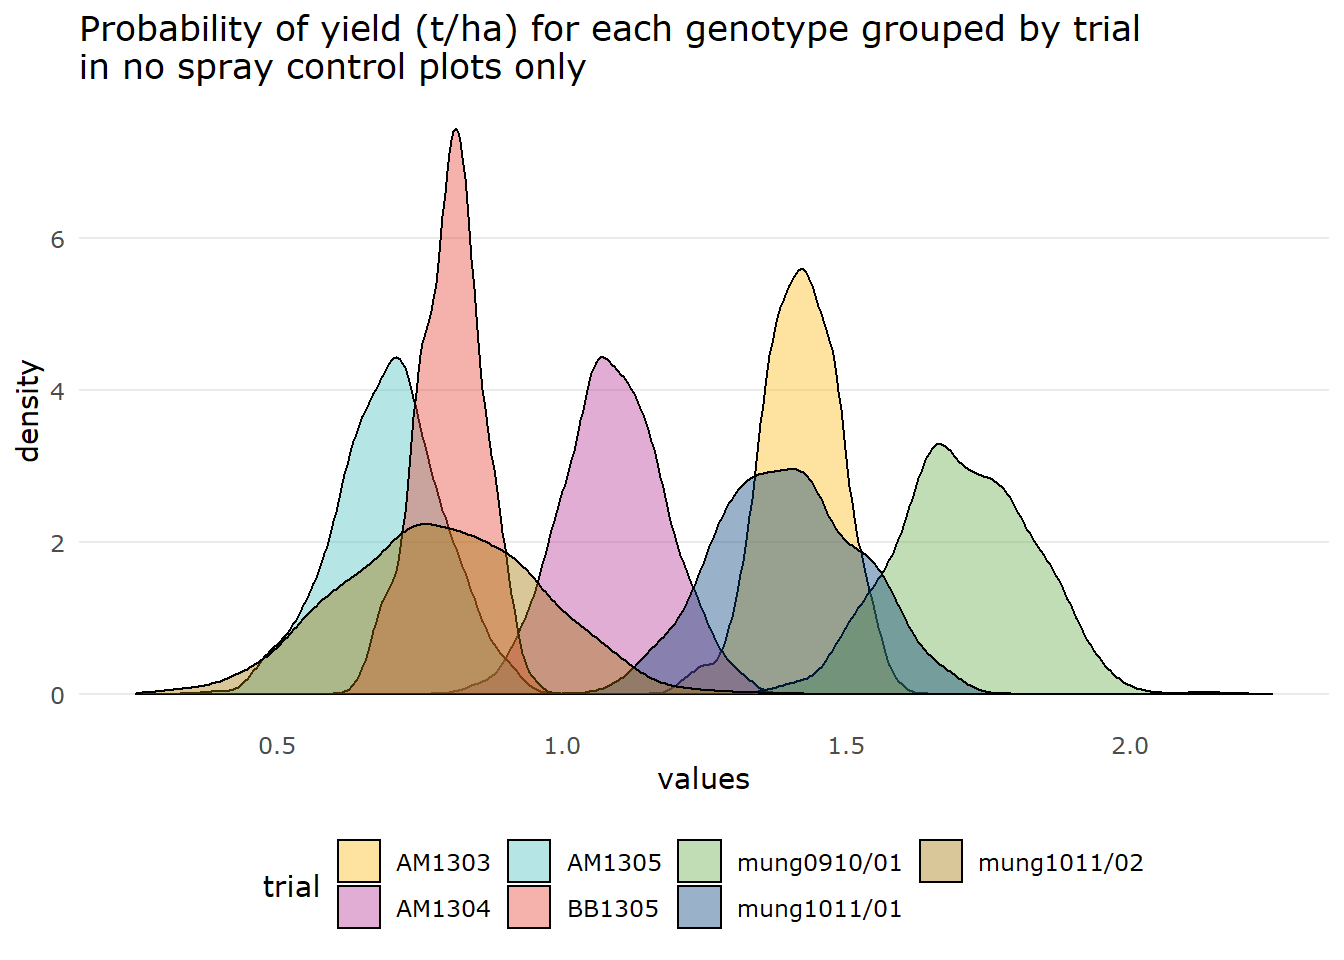 Probability of yield (t/ha) for each genotype grouped by trial
in no spray control plots only
density
6
4
2
0
0.5 1.0 1.5 2.0
values
trial
AM1303 AM1305 mung0910/01 mung1011/02
AM1304 BB1305 mung1011/01